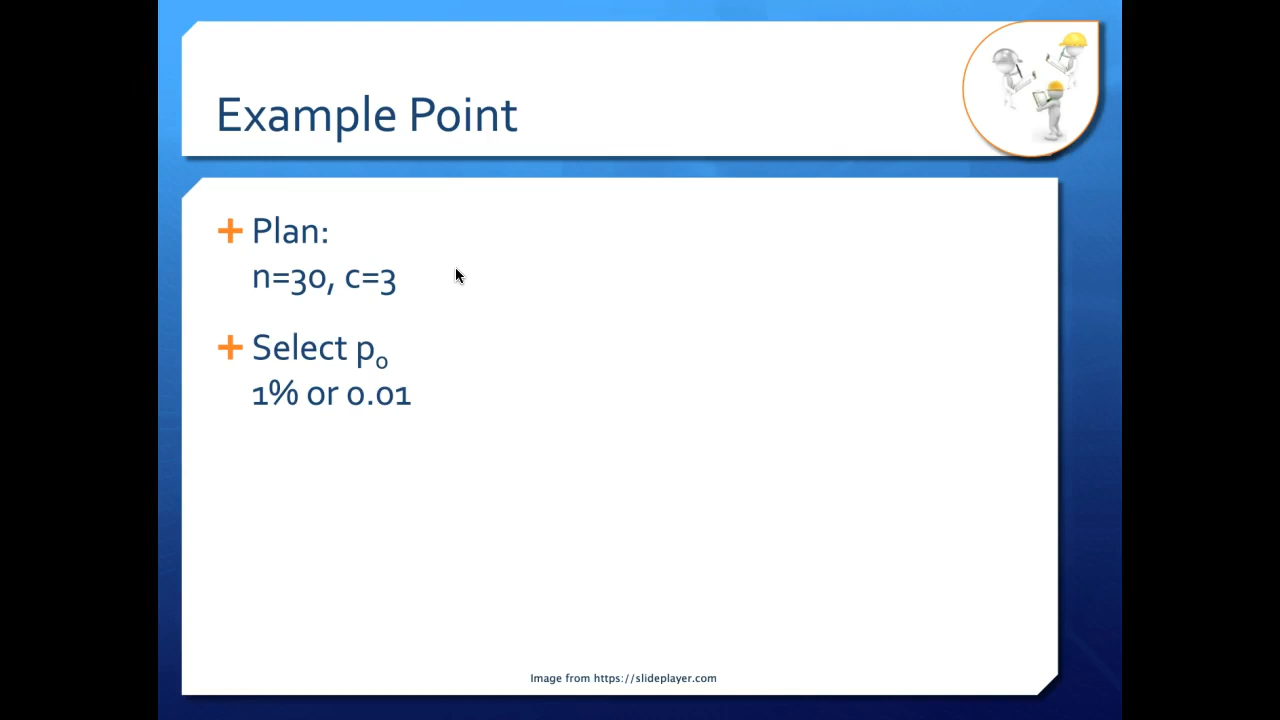 Example Point
Plan:
n=30, c=3
Select p₀
1% or 0.01
Image from https://slideplayer.com